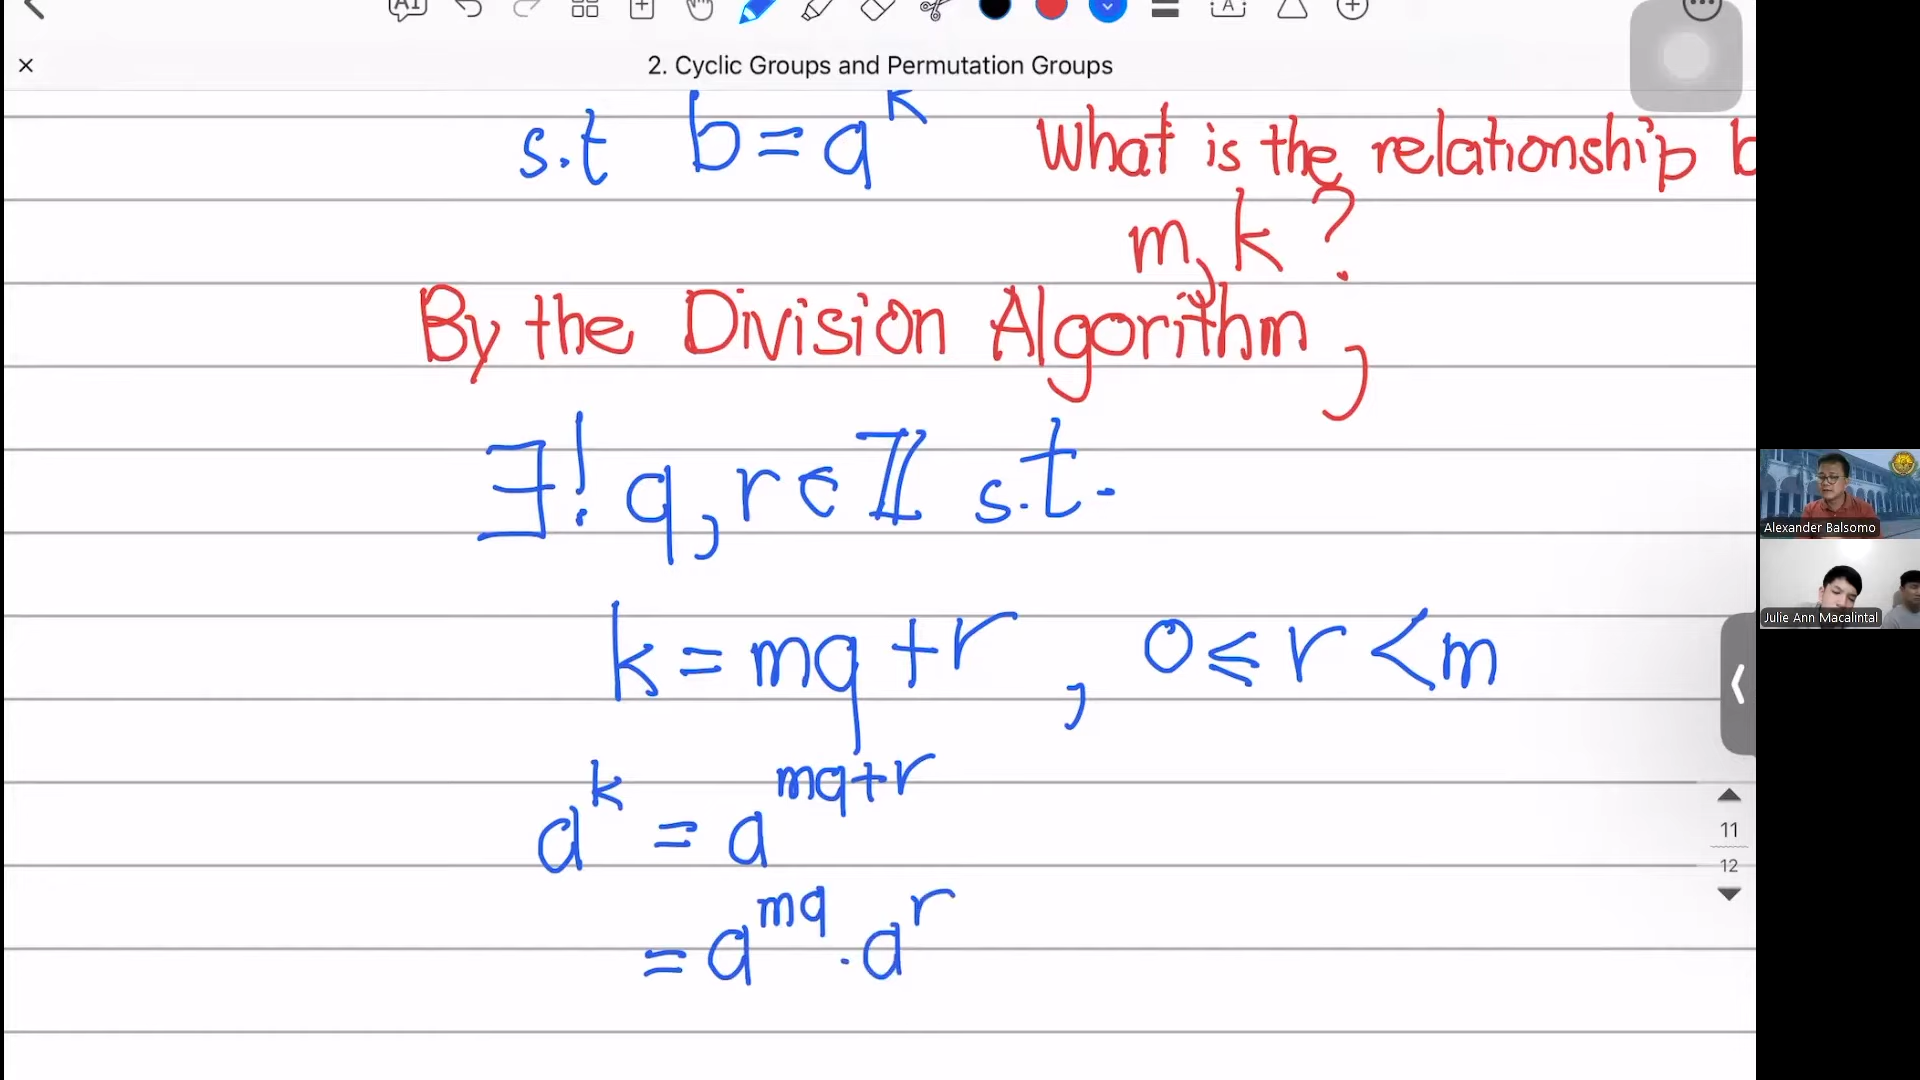 AI A
× 2. Cyclic Groups and Permutation Groups
s.t b = a^k What is the relationship b
m, k ?
By the Division Algorithm,
∃! q, r ∈ ℤ s.t.
k = mq + r , 0 ≤ r < m
a^k = a^{mq+r}
= a^{mq} · a^r
11
12
Alexander Balsomo
Julie Ann Macalintal